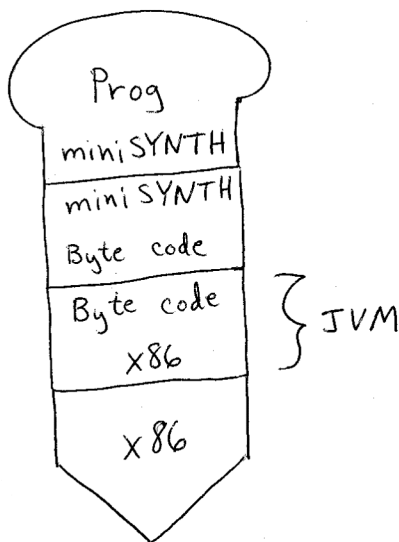 Prog
miniSYNTH
miniSYNTH
Byte code
Byte code
x86
JVM
x86